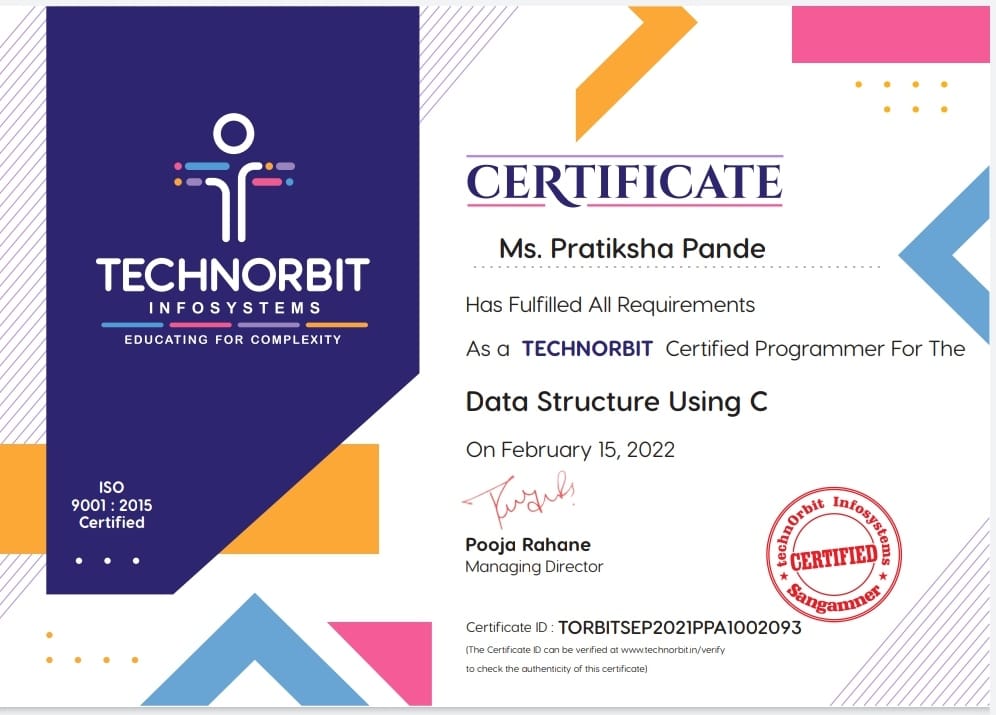 TECHNORBIT
INFOSYSTEMS
EDUCATING FOR COMPLEXITY
ISO
9001 : 2015
Certified
CERTIFICATE
Ms. Pratiksha Pande
Has Fulfilled All Requirements
As a TECHNORBIT Certified Programmer For The
Data Structure Using C
On February 15, 2022
Pooja Rahane
Managing Director
technOrbit Infosystems
CERTIFIED
Sangamner
Certificate ID : TORBITSEP2021PPA1002093
(The Certificate ID can be verified at www.technorbit.in/verify
to check the authenticity of this certificate)